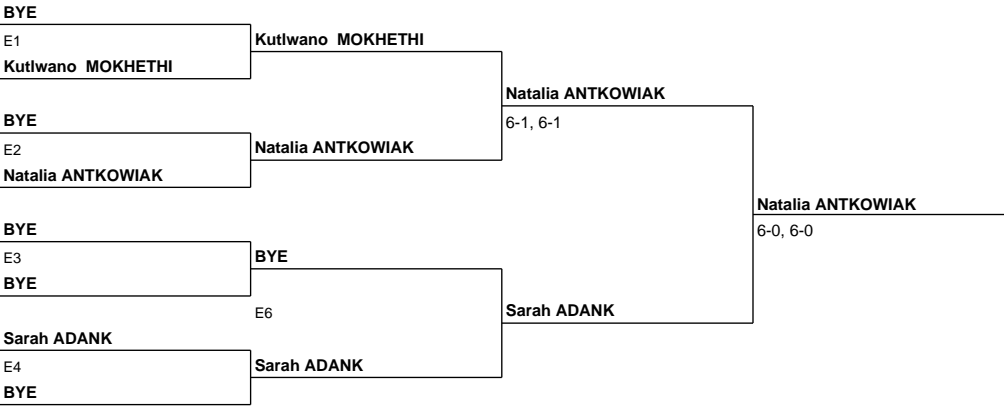 BYE
E1
Kutlwano MOKHETHI
Kutlwano MOKHETHI
BYE
E2
Natalia ANTKOWIAK
Natalia ANTKOWIAK
Natalia ANTKOWIAK
6-1, 6-1
BYE
E3
BYE
BYE
E6
Sarah ADANK
E4
BYE
Sarah ADANK
Sarah ADANK
Natalia ANTKOWIAK
6-0, 6-0